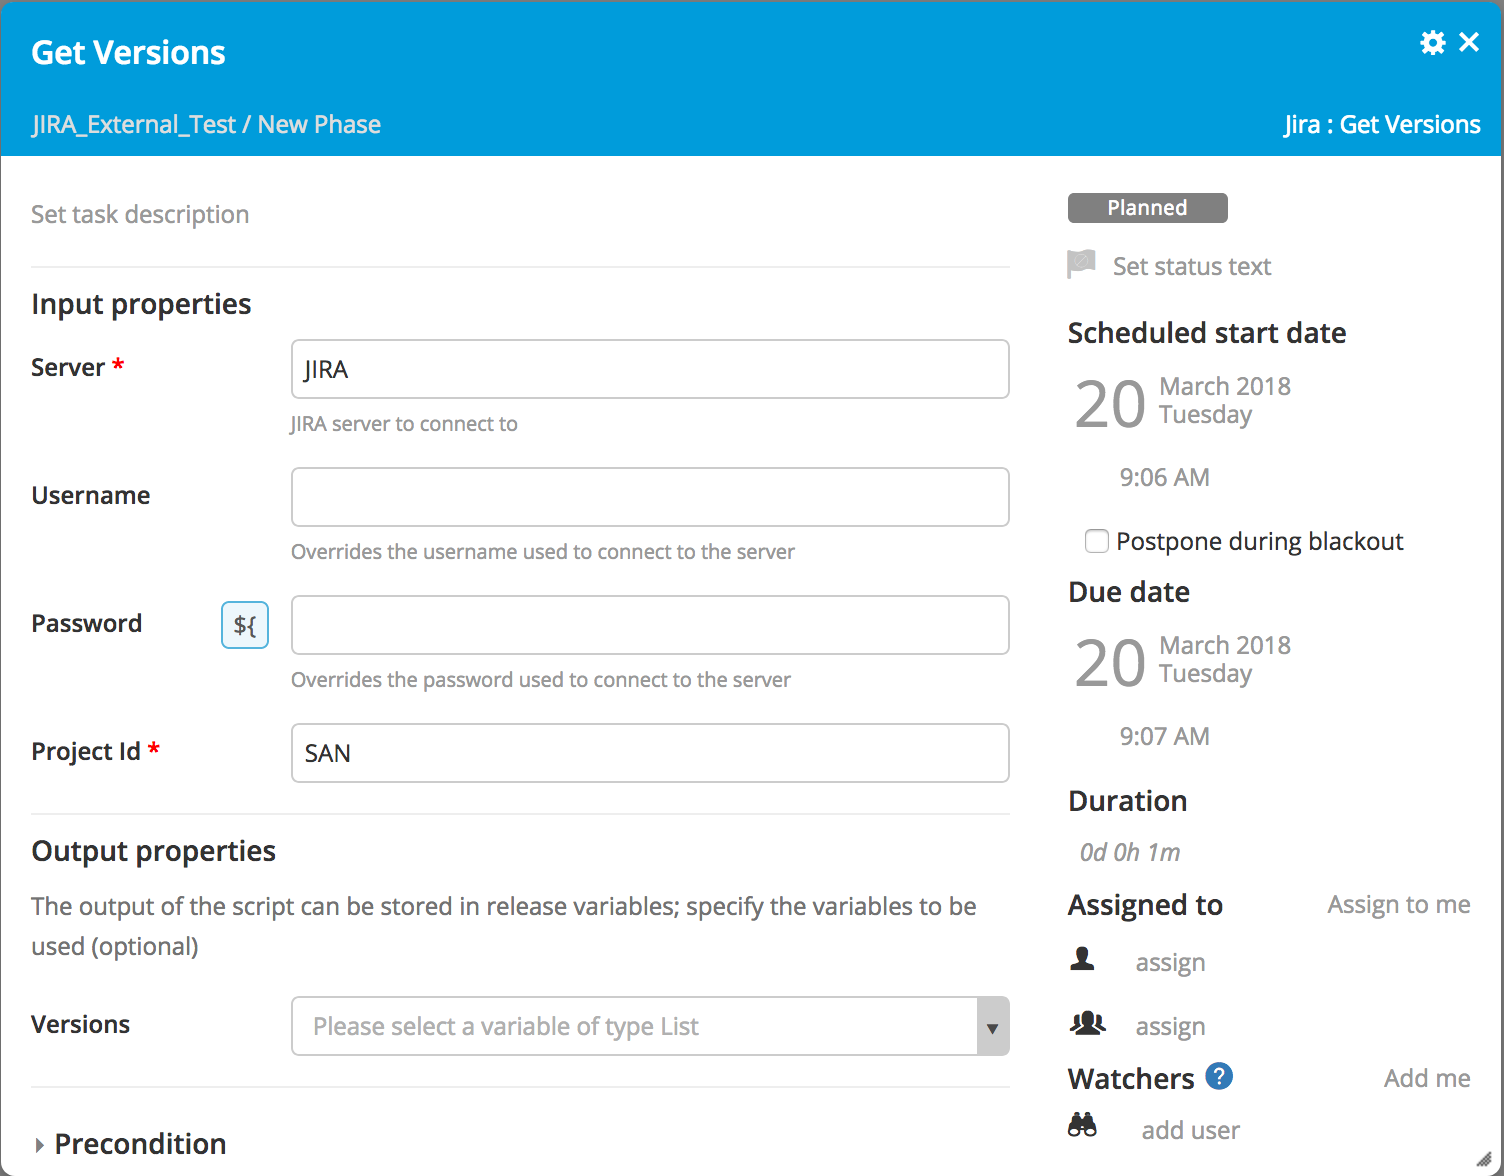 Get Versions
JIRA_External_Test / New Phase
Jira : Get Versions
Set task description
Input properties
Server *
JIRA
JIRA server to connect to
Username
Overrides the username used to connect to the server
Password
${
Overrides the password used to connect to the server
Project Id *
SAN
Output properties
The output of the script can be stored in release variables; specify the variables to be
used (optional)
Versions
Please select a variable of type List
Precondition
Planned
Set status text
Scheduled start date
20
March 2018
Tuesday
9:06 AM
Postpone during blackout
Due date
20
March 2018
Tuesday
9:07 AM
Duration
0d 0h 1m
Assigned to
Assign to me
assign
assign
Watchers ?
Add me
add user